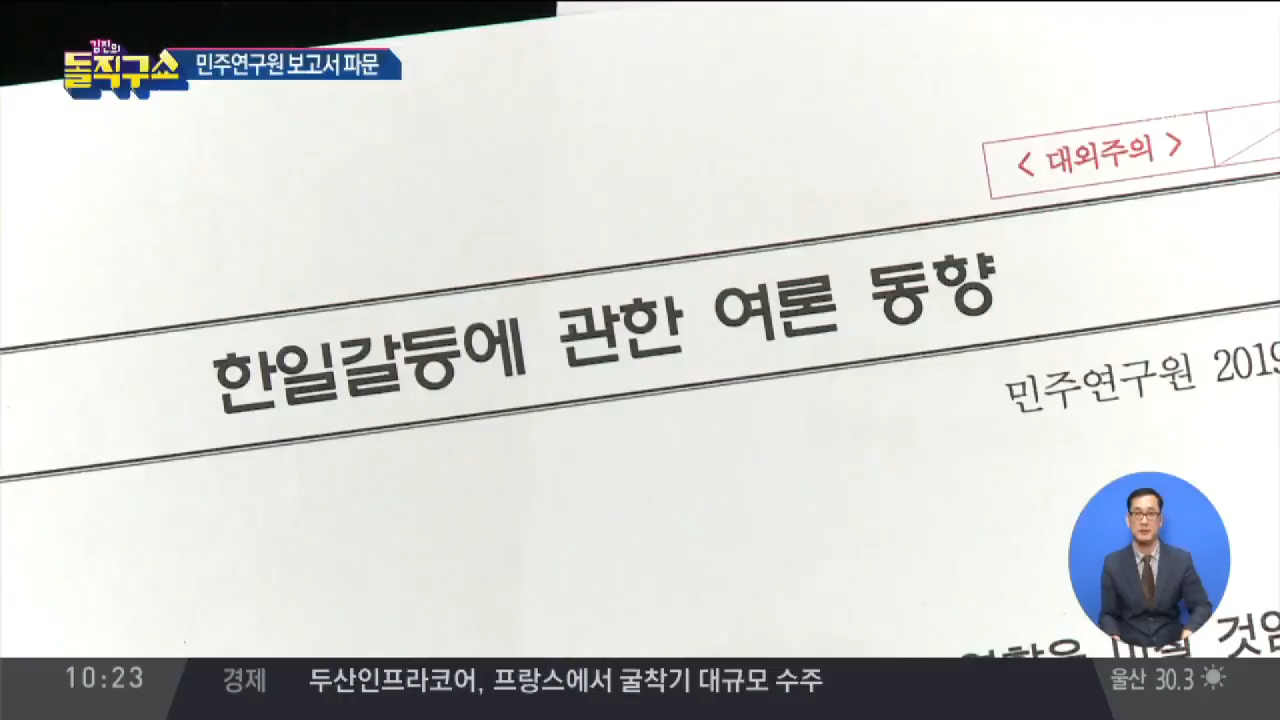 김진의
돌직구쇼
민주연구원 보고서 파문
< 대외주의 >
한일갈등에 관한 여론 동향
민주연구원 2019
것임
10:23
경제
두산인프라코어, 프랑스에서 굴착기 대규모 수주
울산 30.3